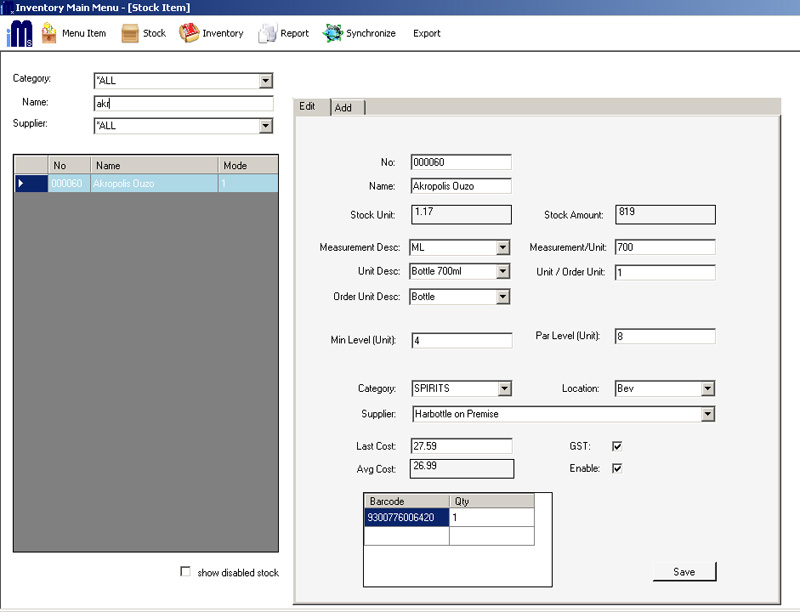 Inventory Main Menu - [Stock Item]
iMs Menu Item Stock Inventory Report Synchronize Export
Category: *ALL
Name: akr
Supplier: *ALL
No Name Mode
000060 Akropolis Ouzo 1
show disabled stock
Edit Add
No: 000060
Name: Akropolis Ouzo
Stock Unit: 1.17 Stock Amount: 819
Measurement Desc: ML Measurement/Unit: 700
Unit Desc: Bottle 700ml Unit / Order Unit: 1
Order Unit Desc: Bottle
Min Level (Unit): 4 Par Level (Unit): 8
Category: SPIRITS Location: Bev
Supplier: Harbottle on Premise
Last Cost: 27.59 GST:
Avg Cost: 26.99 Enable:
Barcode Qty
9300776006420 1
Save